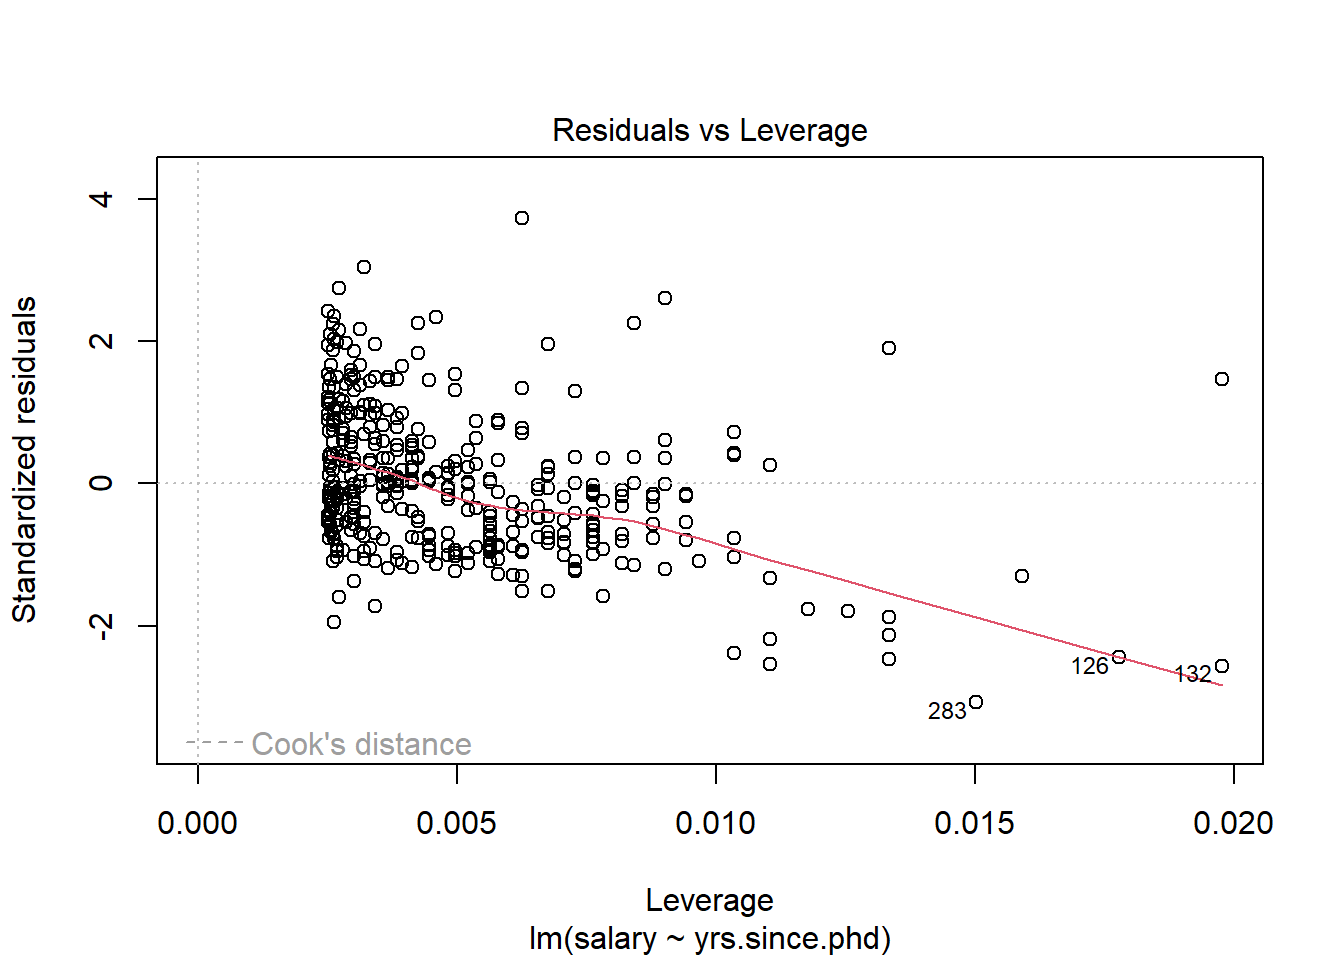 Residuals vs Leverage
Standardized residuals
4
2
0
-2
126
132
283
Cook's distance
0.000 0.005 0.010 0.015 0.020
Leverage
lm(salary ~ yrs.since.phd)